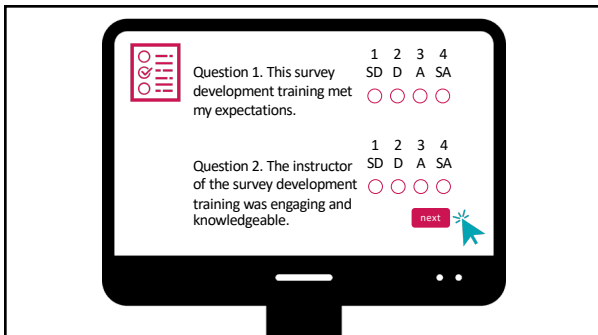 1 2 3 4
SD D A SA
Question 1. This survey
development training met
my expectations.
1 2 3 4
SD D A SA
Question 2. The instructor
of the survey development
training was engaging and
knowledgeable.
next